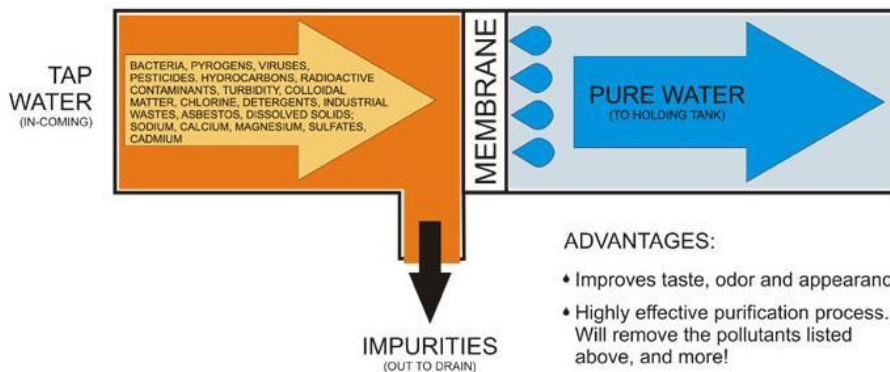 TAP
WATER
(IN-COMING)
BACTERIA, PYROGENS, VIRUSES,
PESTICIDES, HYDROCARBONS, RADIOACTIVE
CONTAMINANTS, TURBIDITY, COLLOIDAL
MATTER, CHLORINE, DETERGENTS, INDUSTRIAL
WASTES, ASBESTOS, DISSOLVED SOLIDS;
SODIUM, CALCIUM, MAGNESIUM, SULFATES,
CADMIUM
MEMBRANE
PURE WATER
(TO HOLDING TANK)
IMPURITIES
(OUT TO DRAIN)
ADVANTAGES:
Improves taste, odor and appearanc
Highly effective purification process.
Will remove the pollutants listed
above, and more!